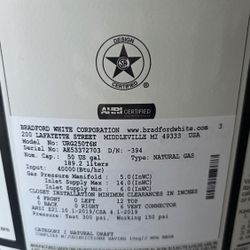 DESIGN
CERTIFIED
AHRI CERTIFIED
BRADFORD WHITE CORPORATION www.bradfordwhite.com 3
200 LAFAYETTE STREET MIDDLEVILLE MI 49333 USA
Model No: URG250T6N
Serial No: AE53372703 D/N: -394
Nom. Cap.: 50 US gal Type: NATURAL GAS
189.2 liters
Input: 40000(Btu/hr)
Gas Pressure Manifold : 5.0(InWC)
Inlet Supply Max : 14.0(InWC)
Inlet Supply Min : 6.0(InWC)
CLOSEST INSTALLATION MINIMUM CLEARANCES IN INCHES
4 FRONT 0 LEFT 12 TOP
0 BACK 0 RIGHT 6 VENT CONNECTOR
ANSI Z21.10.1-2019/CSA 4.1-2019
Pressure: Test 300 psi. Working 150 psi
CATEGORY I NATURAL DRAFT